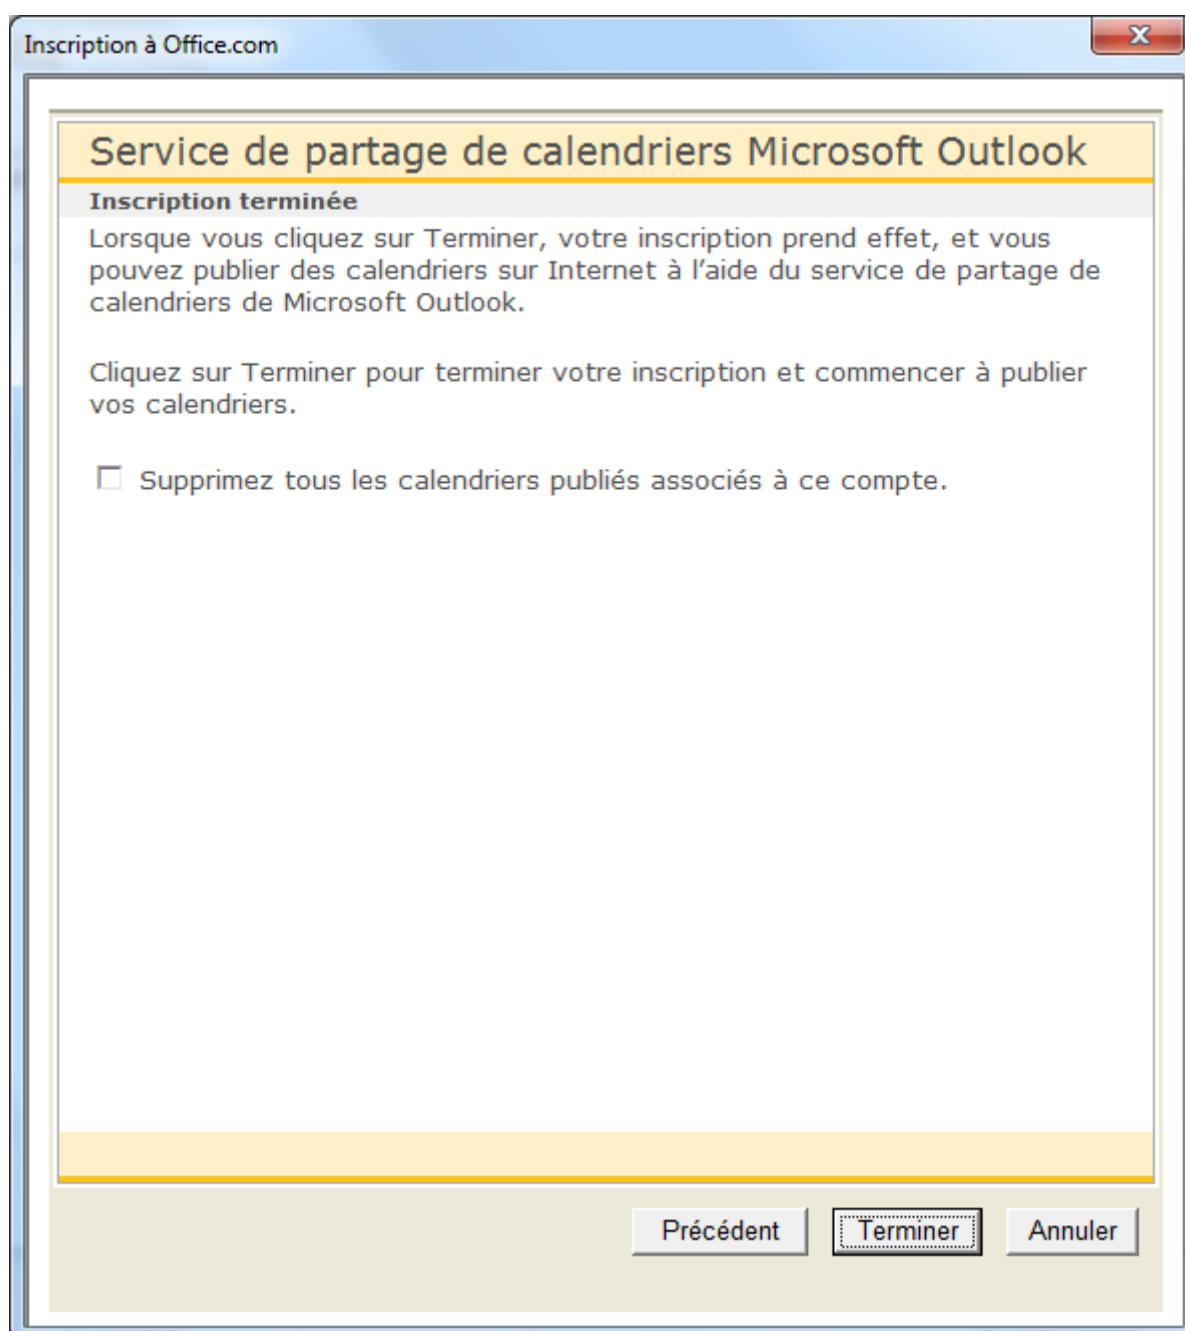 Inscription à Office.com
Service de partage de calendriers Microsoft Outlook
Inscription terminée
Lorsque vous cliquez sur Terminer, votre inscription prend effet, et vous
pouvez publier des calendriers sur Internet à l’aide du service de partage de
calendriers de Microsoft Outlook.
Cliquez sur Terminer pour terminer votre inscription et commencer à publier
vos calendriers.
Supprimez tous les calendriers publiés associés à ce compte.
Précédent Terminer Annuler